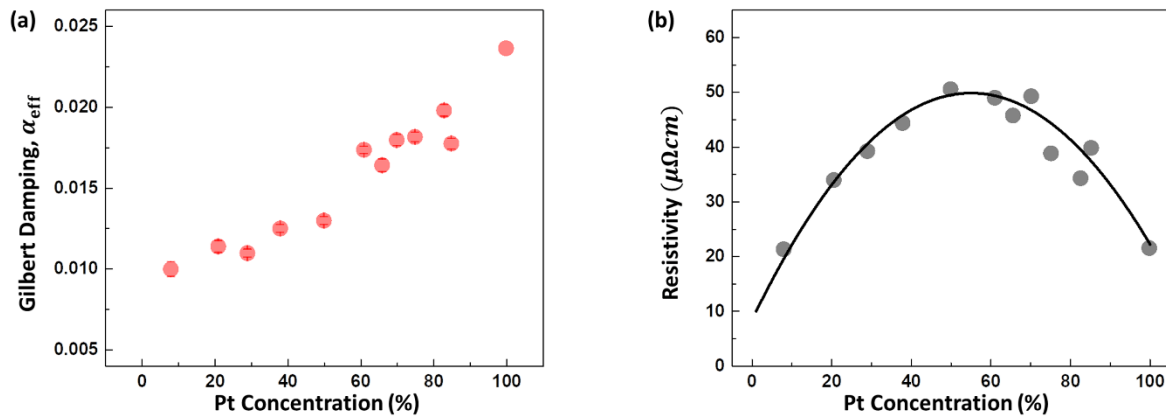 (a)
Gilbert Damping, α_eff
0.025
0.020
0.015
0.010
0.005
0 20 40 60 80 100
Pt Concentration (%)
(b)
Resistivity (μΩcm)
60
50
40
30
20
10
0
0 20 40 60 80 100
Pt Concentration (%)